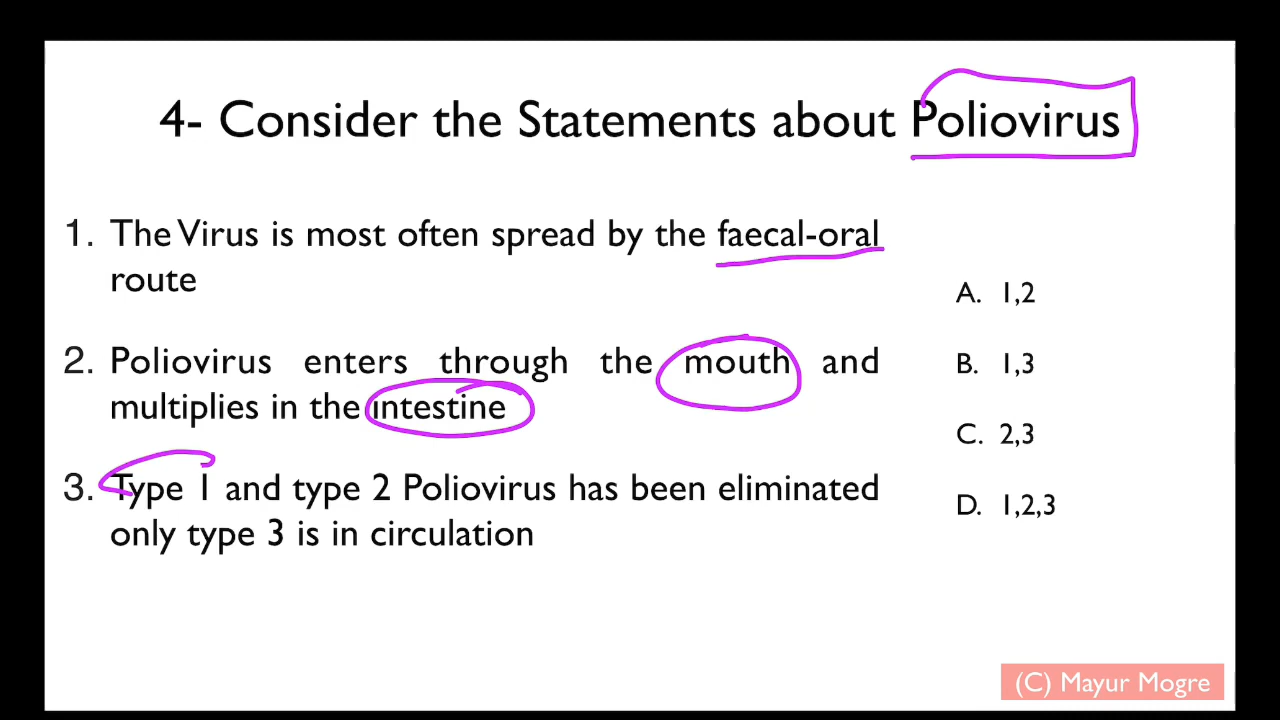 4- Consider the Statements about Poliovirus
1. The Virus is most often spread by the faecal-oral
route
2. Poliovirus enters through the mouth and
multiplies in the intestine
3. Type 1 and type 2 Poliovirus has been eliminated
only type 3 is in circulation
A. 1,2
B. 1,3
C. 2,3
D. 1,2,3
(C) Mayur Mogre